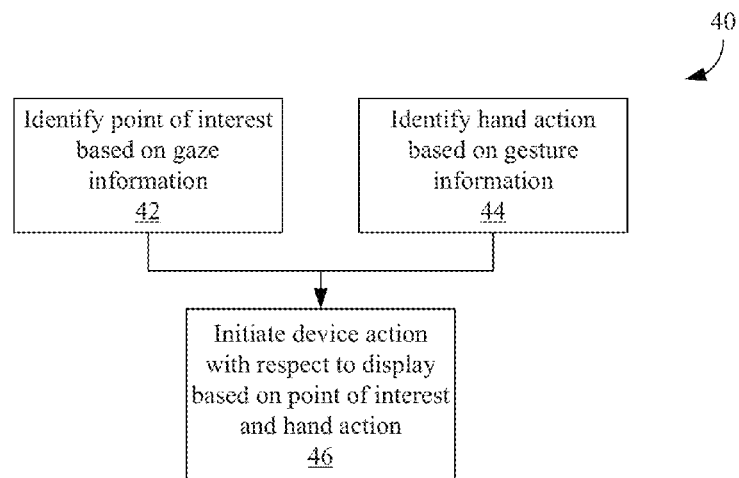 40
Identify point of interest
based on gaze
information
42
Identify hand action
based on gesture
information
44
Initiate device action
with respect to display
based on point of interest
and hand action
46